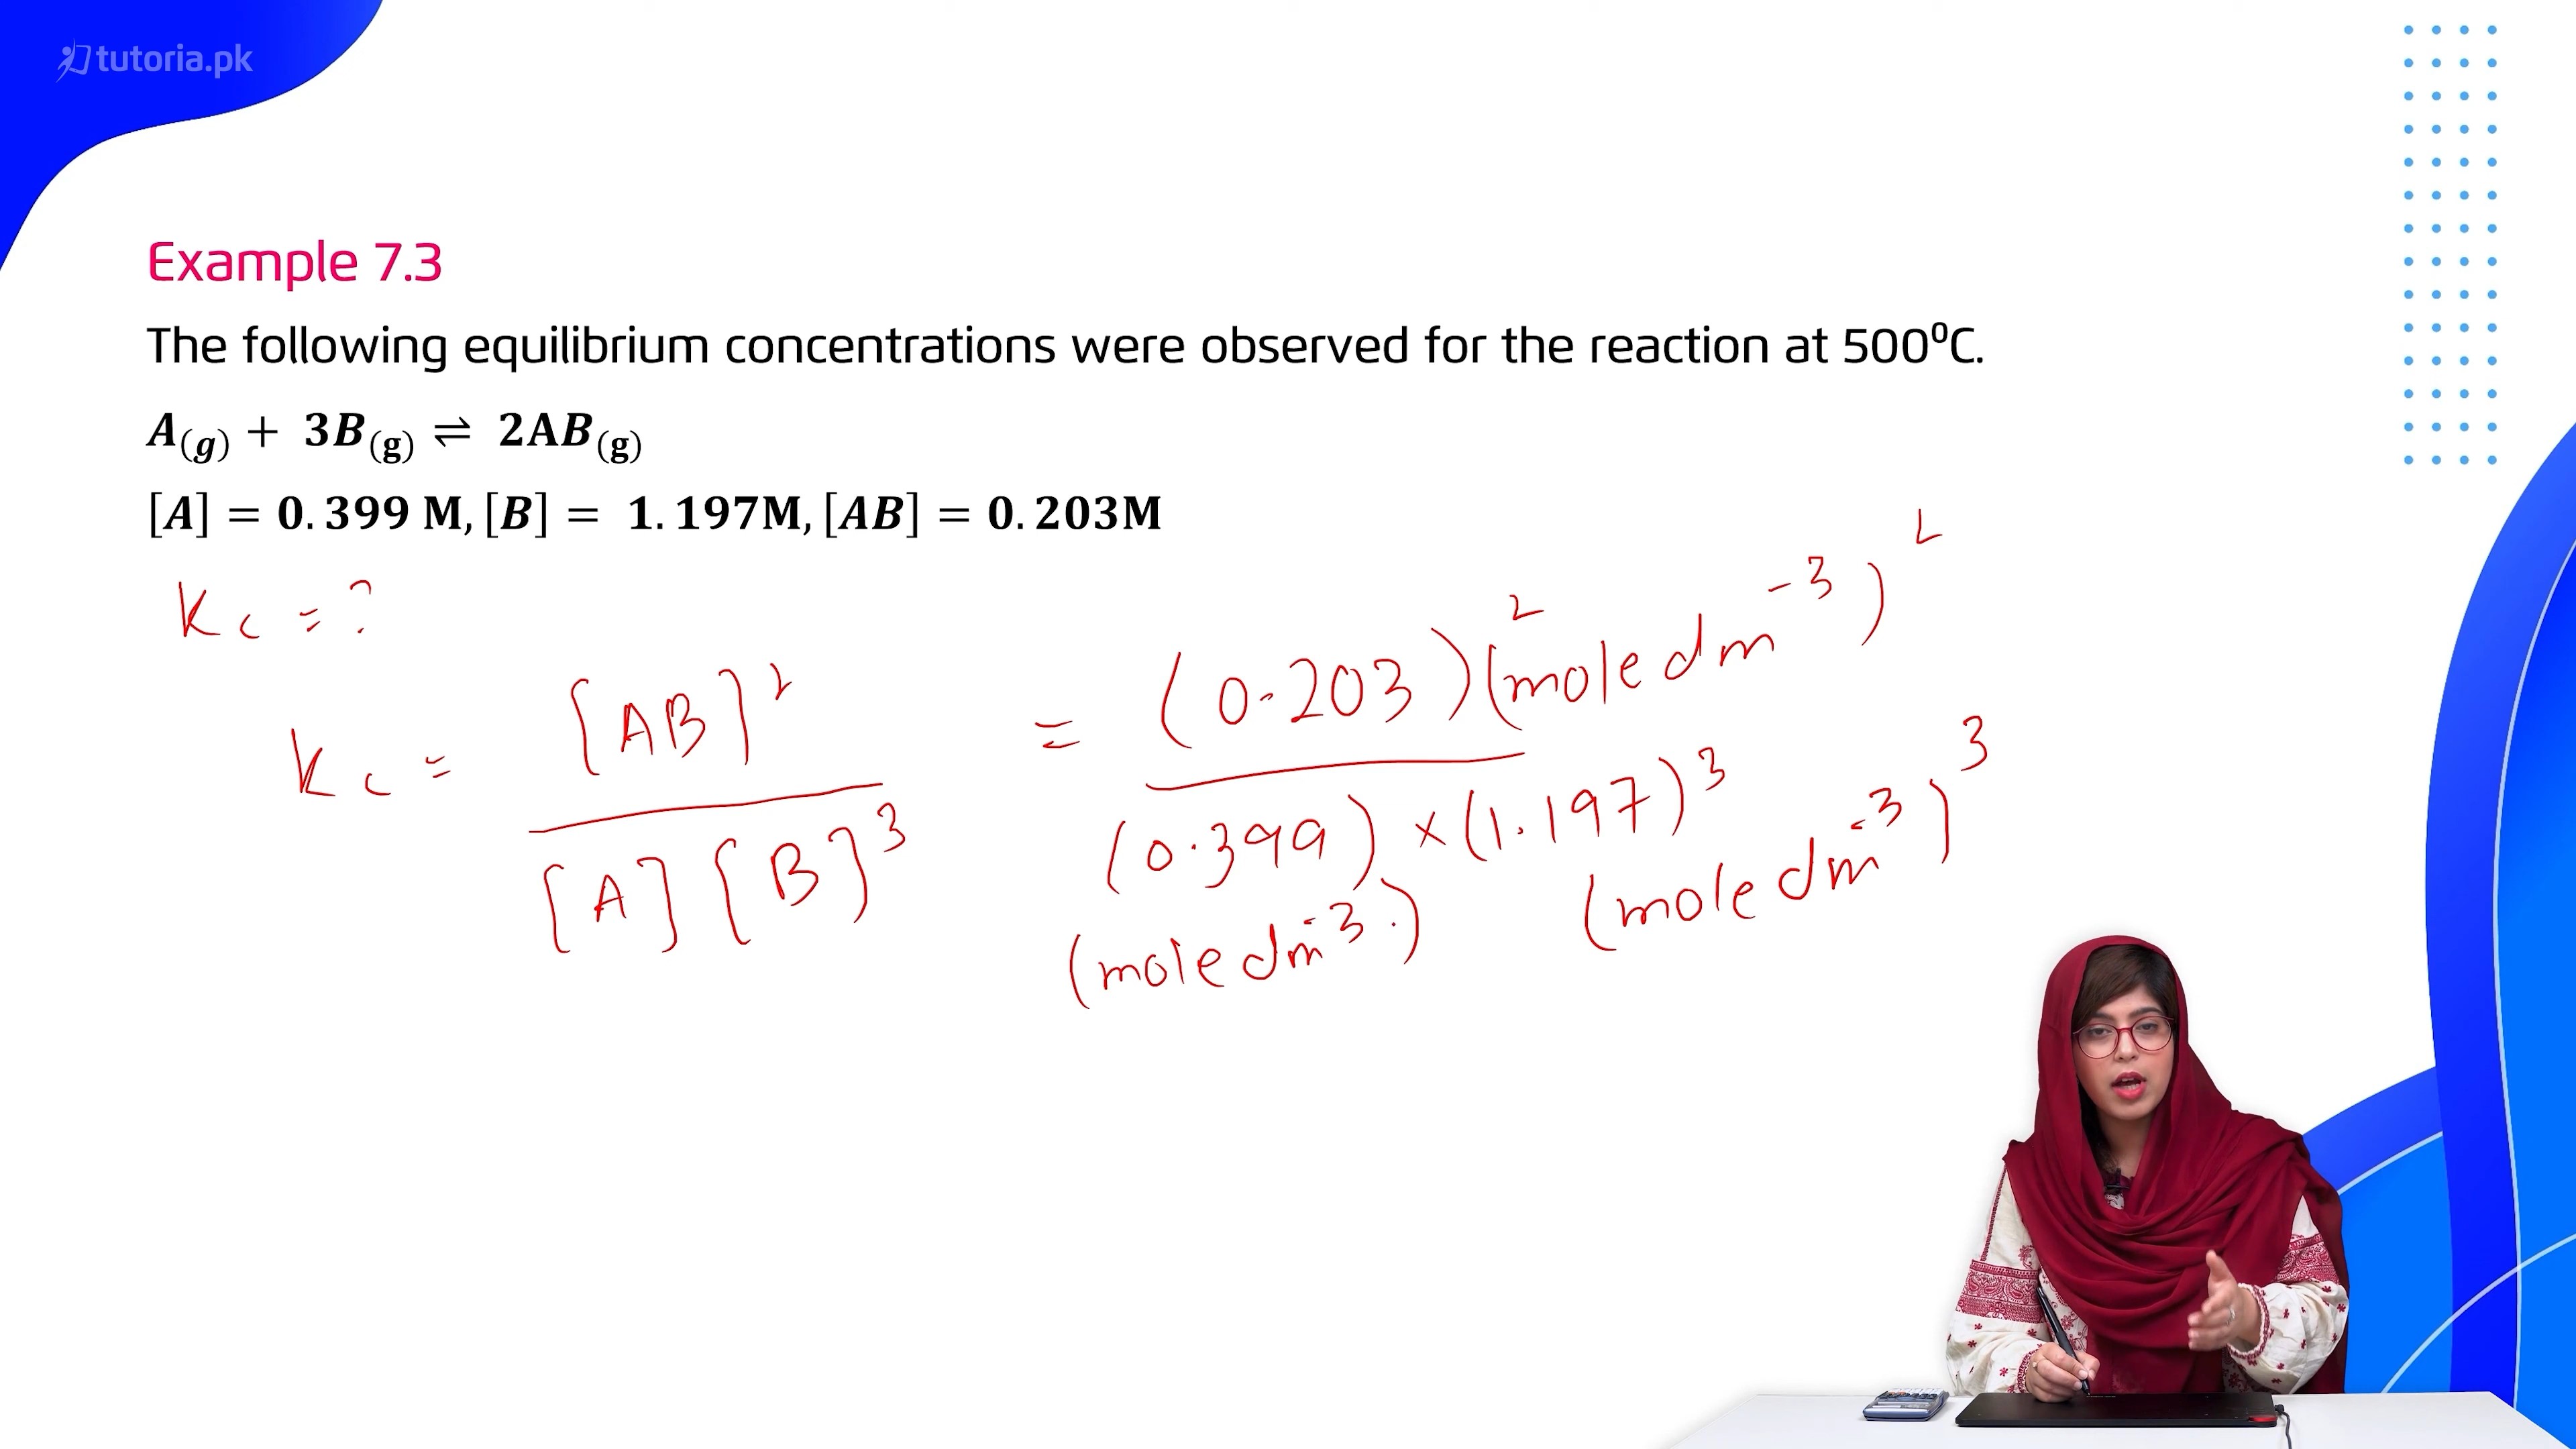 tutoria.pk
Example 7.3
The following equilibrium concentrations were observed for the reaction at 500⁰C.
A(g) + 3B(g) ⇌ 2AB(g)
[A] = 0.399 M, [B] = 1.197M, [AB] = 0.203M
Kc = ?
Kc = [AB]² / [A][B]³ = (0.203)² (mole dm⁻³)² / (0.399) × (1.197)³
(mole dm⁻³) (mole dm⁻³)³